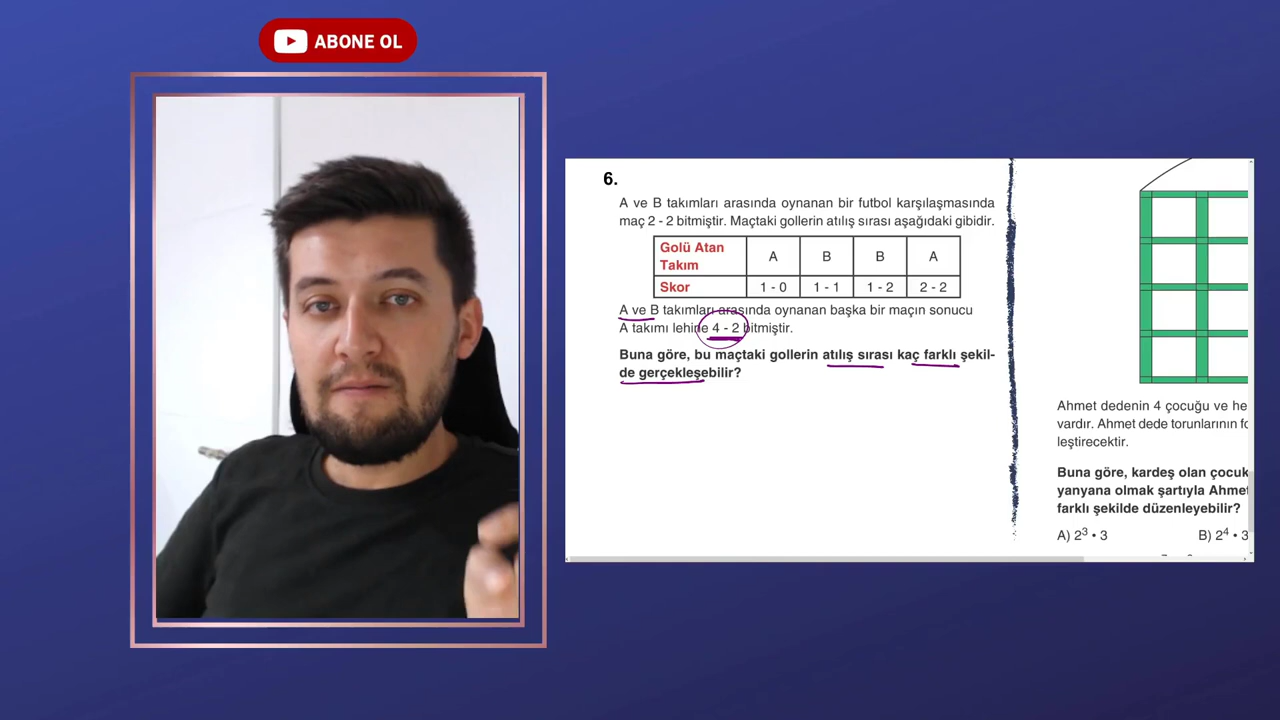 ABONE OL
6.
A ve B takımları arasında oynanan bir futbol karşılaşmasında
maç 2 - 2 bitmiştir. Maçtaki gollerin atılış sırası aşağıdaki gibidir.
Golü Atan Takım A B B A
Skor 1 - 0 1 - 1 1 - 2 2 - 2
A ve B takımları arasında oynanan başka bir maçın sonucu
A takımı lehine 4 - 2 bitmiştir.
Buna göre, bu maçtaki gollerin atılış sırası kaç farklı şekil-
de gerçekleşebilir?
Ahmet dedenin 4 çocuğu ve he
vardır. Ahmet dede torunlarının fo
leştirecektir.
Buna göre, kardeş olan çocuk
yanyana olmak şartıyla Ahmet
farklı şekilde düzenleyebilir?
A) 2³ • 3 B) 2⁴ • 3